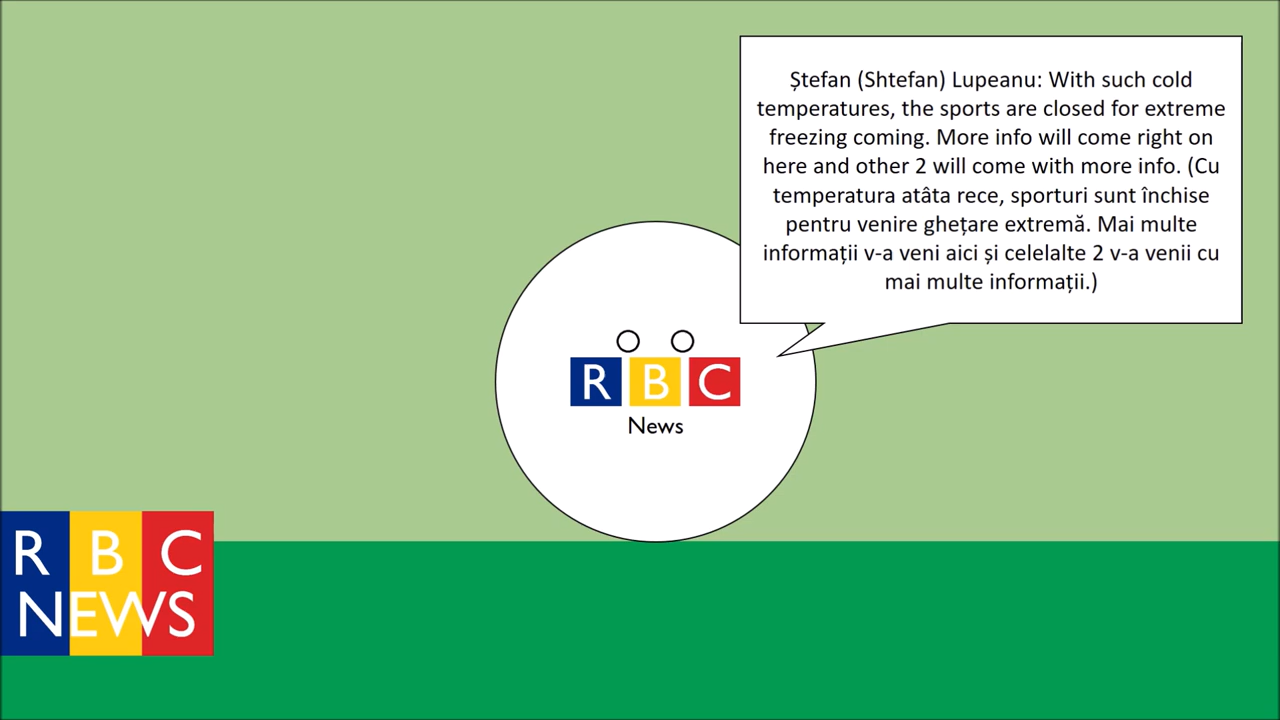 Ștefan (Shtefan) Lupeanu: With such cold
temperatures, the sports are closed for extreme
freezing coming. More info will come right on
here and other 2 will come with more info. (Cu
temperatura atâta rece, sporturi sunt închise
pentru venire ghețare extremă. Mai multe
informații v-a veni aici și celelalte 2 v-a venii cu
mai multe informații.)
R B C
News
R B C
NEWS